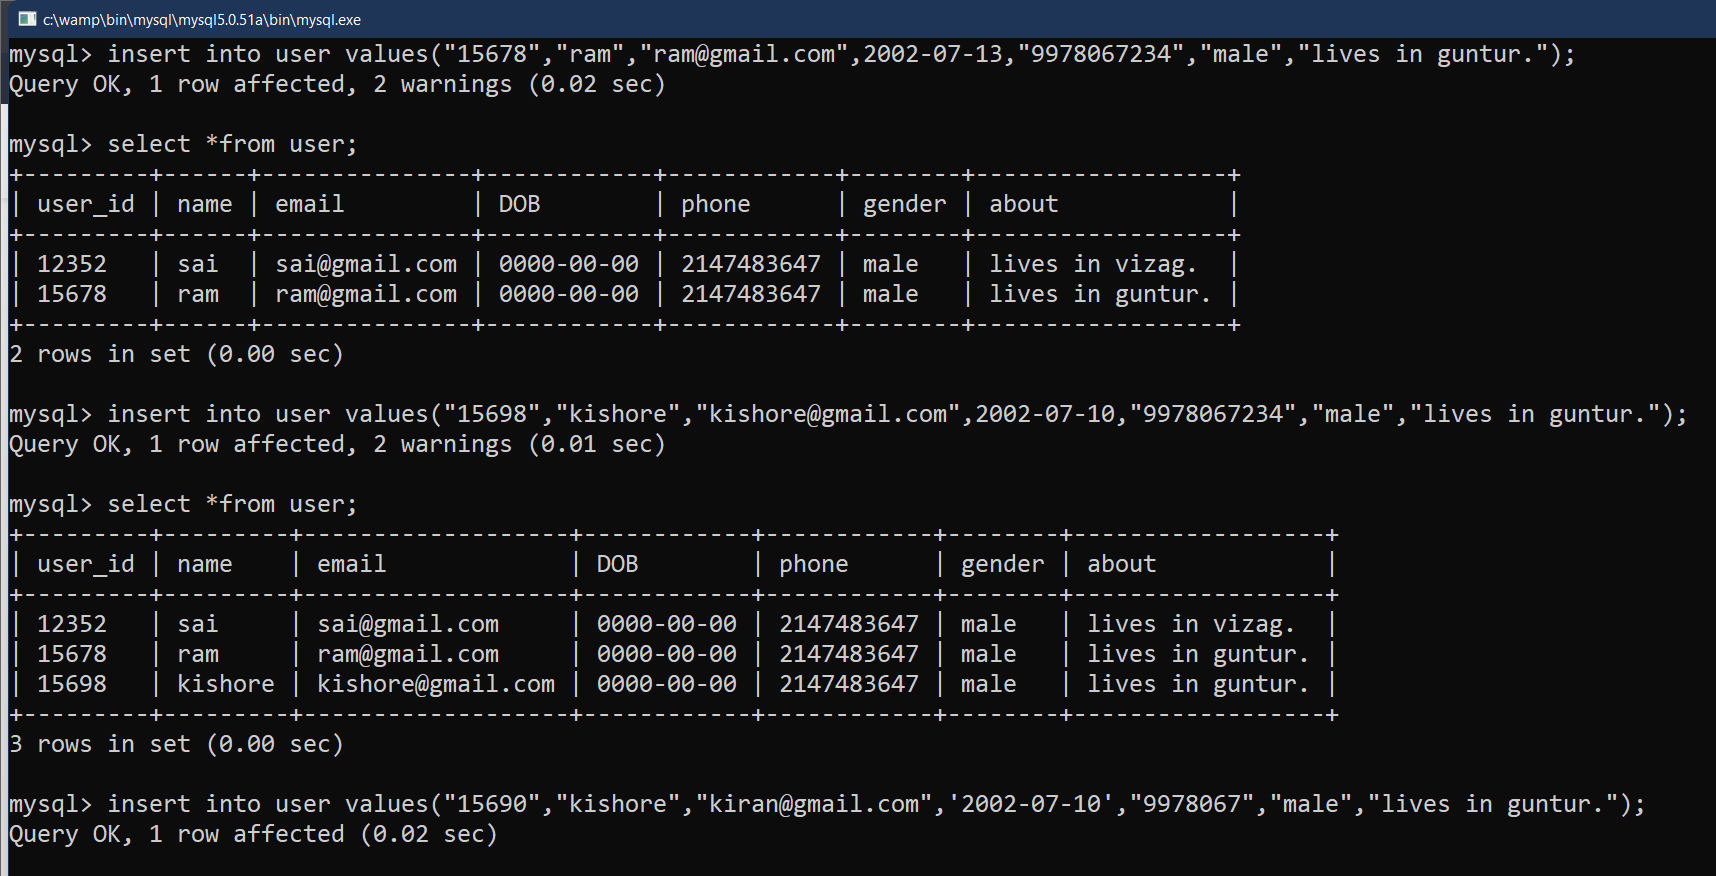 c:\wamp\bin\mysql\mysql5.0.51a\bin\mysql.exe
mysql> insert into user values("15678","ram","ram@gmail.com",2002-07-13,"9978067234","male","lives in guntur.");
Query OK, 1 row affected, 2 warnings (0.02 sec)
mysql> select *from user;
+---------+------+---------------+------------+------------+--------+------------------+
| user_id | name | email         | DOB        | phone      | gender | about            |
+---------+------+---------------+------------+------------+--------+------------------+
| 12352   | sai  | sai@gmail.com | 0000-00-00 | 2147483647 | male   | lives in vizag.  |
| 15678   | ram  | ram@gmail.com | 0000-00-00 | 2147483647 | male   | lives in guntur. |
+---------+------+---------------+------------+------------+--------+------------------+
2 rows in set (0.00 sec)
mysql> insert into user values("15698","kishore","kishore@gmail.com",2002-07-10,"9978067234","male","lives in guntur.");
Query OK, 1 row affected, 2 warnings (0.01 sec)
mysql> select *from user;
+---------+---------+-------------------+------------+------------+--------+------------------+
| user_id | name    | email             | DOB        | phone      | gender | about            |
+---------+---------+-------------------+------------+------------+--------+------------------+
| 12352   | sai     | sai@gmail.com     | 0000-00-00 | 2147483647 | male   | lives in vizag.  |
| 15678   | ram     | ram@gmail.com     | 0000-00-00 | 2147483647 | male   | lives in guntur. |
| 15698   | kishore | kishore@gmail.com | 0000-00-00 | 2147483647 | male   | lives in guntur. |
+---------+---------+-------------------+------------+------------+--------+------------------+
3 rows in set (0.00 sec)
mysql> insert into user values("15690","kishore","kiran@gmail.com",'2002-07-10',"9978067","male","lives in guntur.");
Query OK, 1 row affected (0.02 sec)